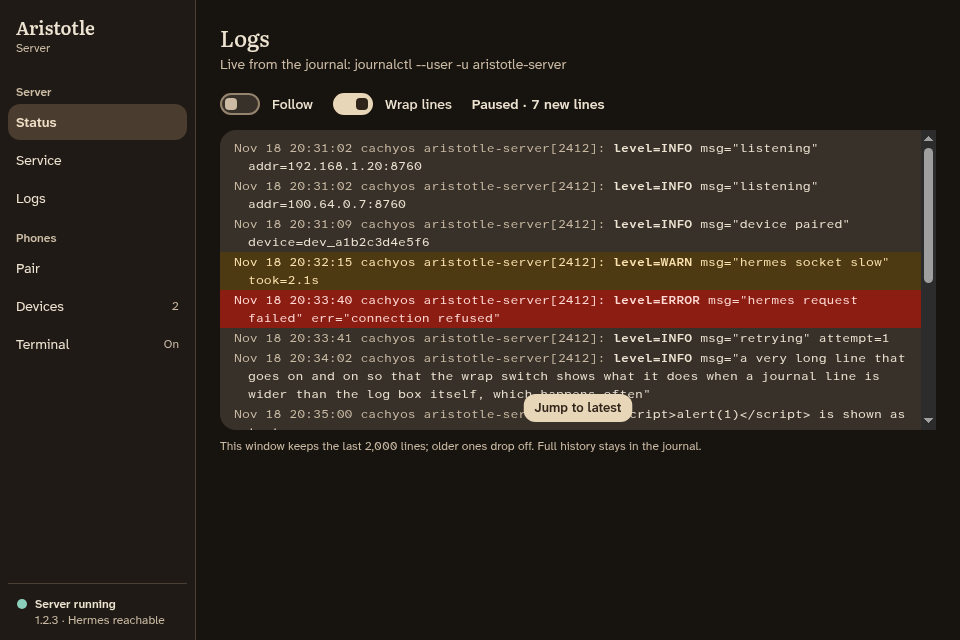 Aristotle
Server
Server
Status
Service
Logs
Phones
Pair
Devices 2
Terminal On
Server running
1.2.3 · Hermes reachable
Logs
Live from the journal: journalctl --user -u aristotle-server
Follow Wrap lines Paused · 7 new lines
Nov 18 20:31:02 cachyos aristotle-server[2412]: level=INFO msg="listening"
addr=192.168.1.20:8760
Nov 18 20:31:02 cachyos aristotle-server[2412]: level=INFO msg="listening"
addr=100.64.0.7:8760
Nov 18 20:31:09 cachyos aristotle-server[2412]: level=INFO msg="device paired"
device=dev_a1b2c3d4e5f6
Nov 18 20:32:15 cachyos aristotle-server[2412]: level=WARN msg="hermes socket slow"
took=2.1s
Nov 18 20:33:40 cachyos aristotle-server[2412]: level=ERROR msg="hermes request
failed" err="connection refused"
Nov 18 20:33:41 cachyos aristotle-server[2412]: level=INFO msg="retrying" attempt=1
Nov 18 20:34:02 cachyos aristotle-server[2412]: level=INFO msg="a very long line that
goes on and on so that the wrap switch shows what it does when a journal line is
wider than the log box itself, which happens often"
Nov 18 20:35:00 cachyos aristotle-ser cript>alert(1)</script> is shown as
Jump to latest
This window keeps the last 2,000 lines; older ones drop off. Full history stays in the journal.